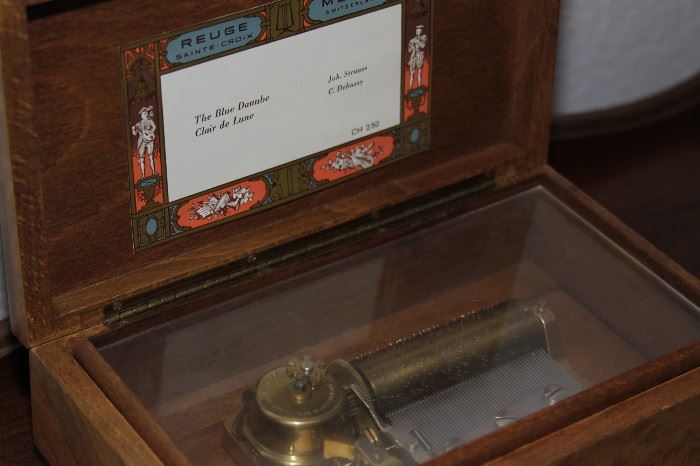 REUGE
SAINTE-CROIX
SWITZERLAND
The Blue Danube
Joh. Strauss
Clair de Lune
C. Debussy
CH 2/50